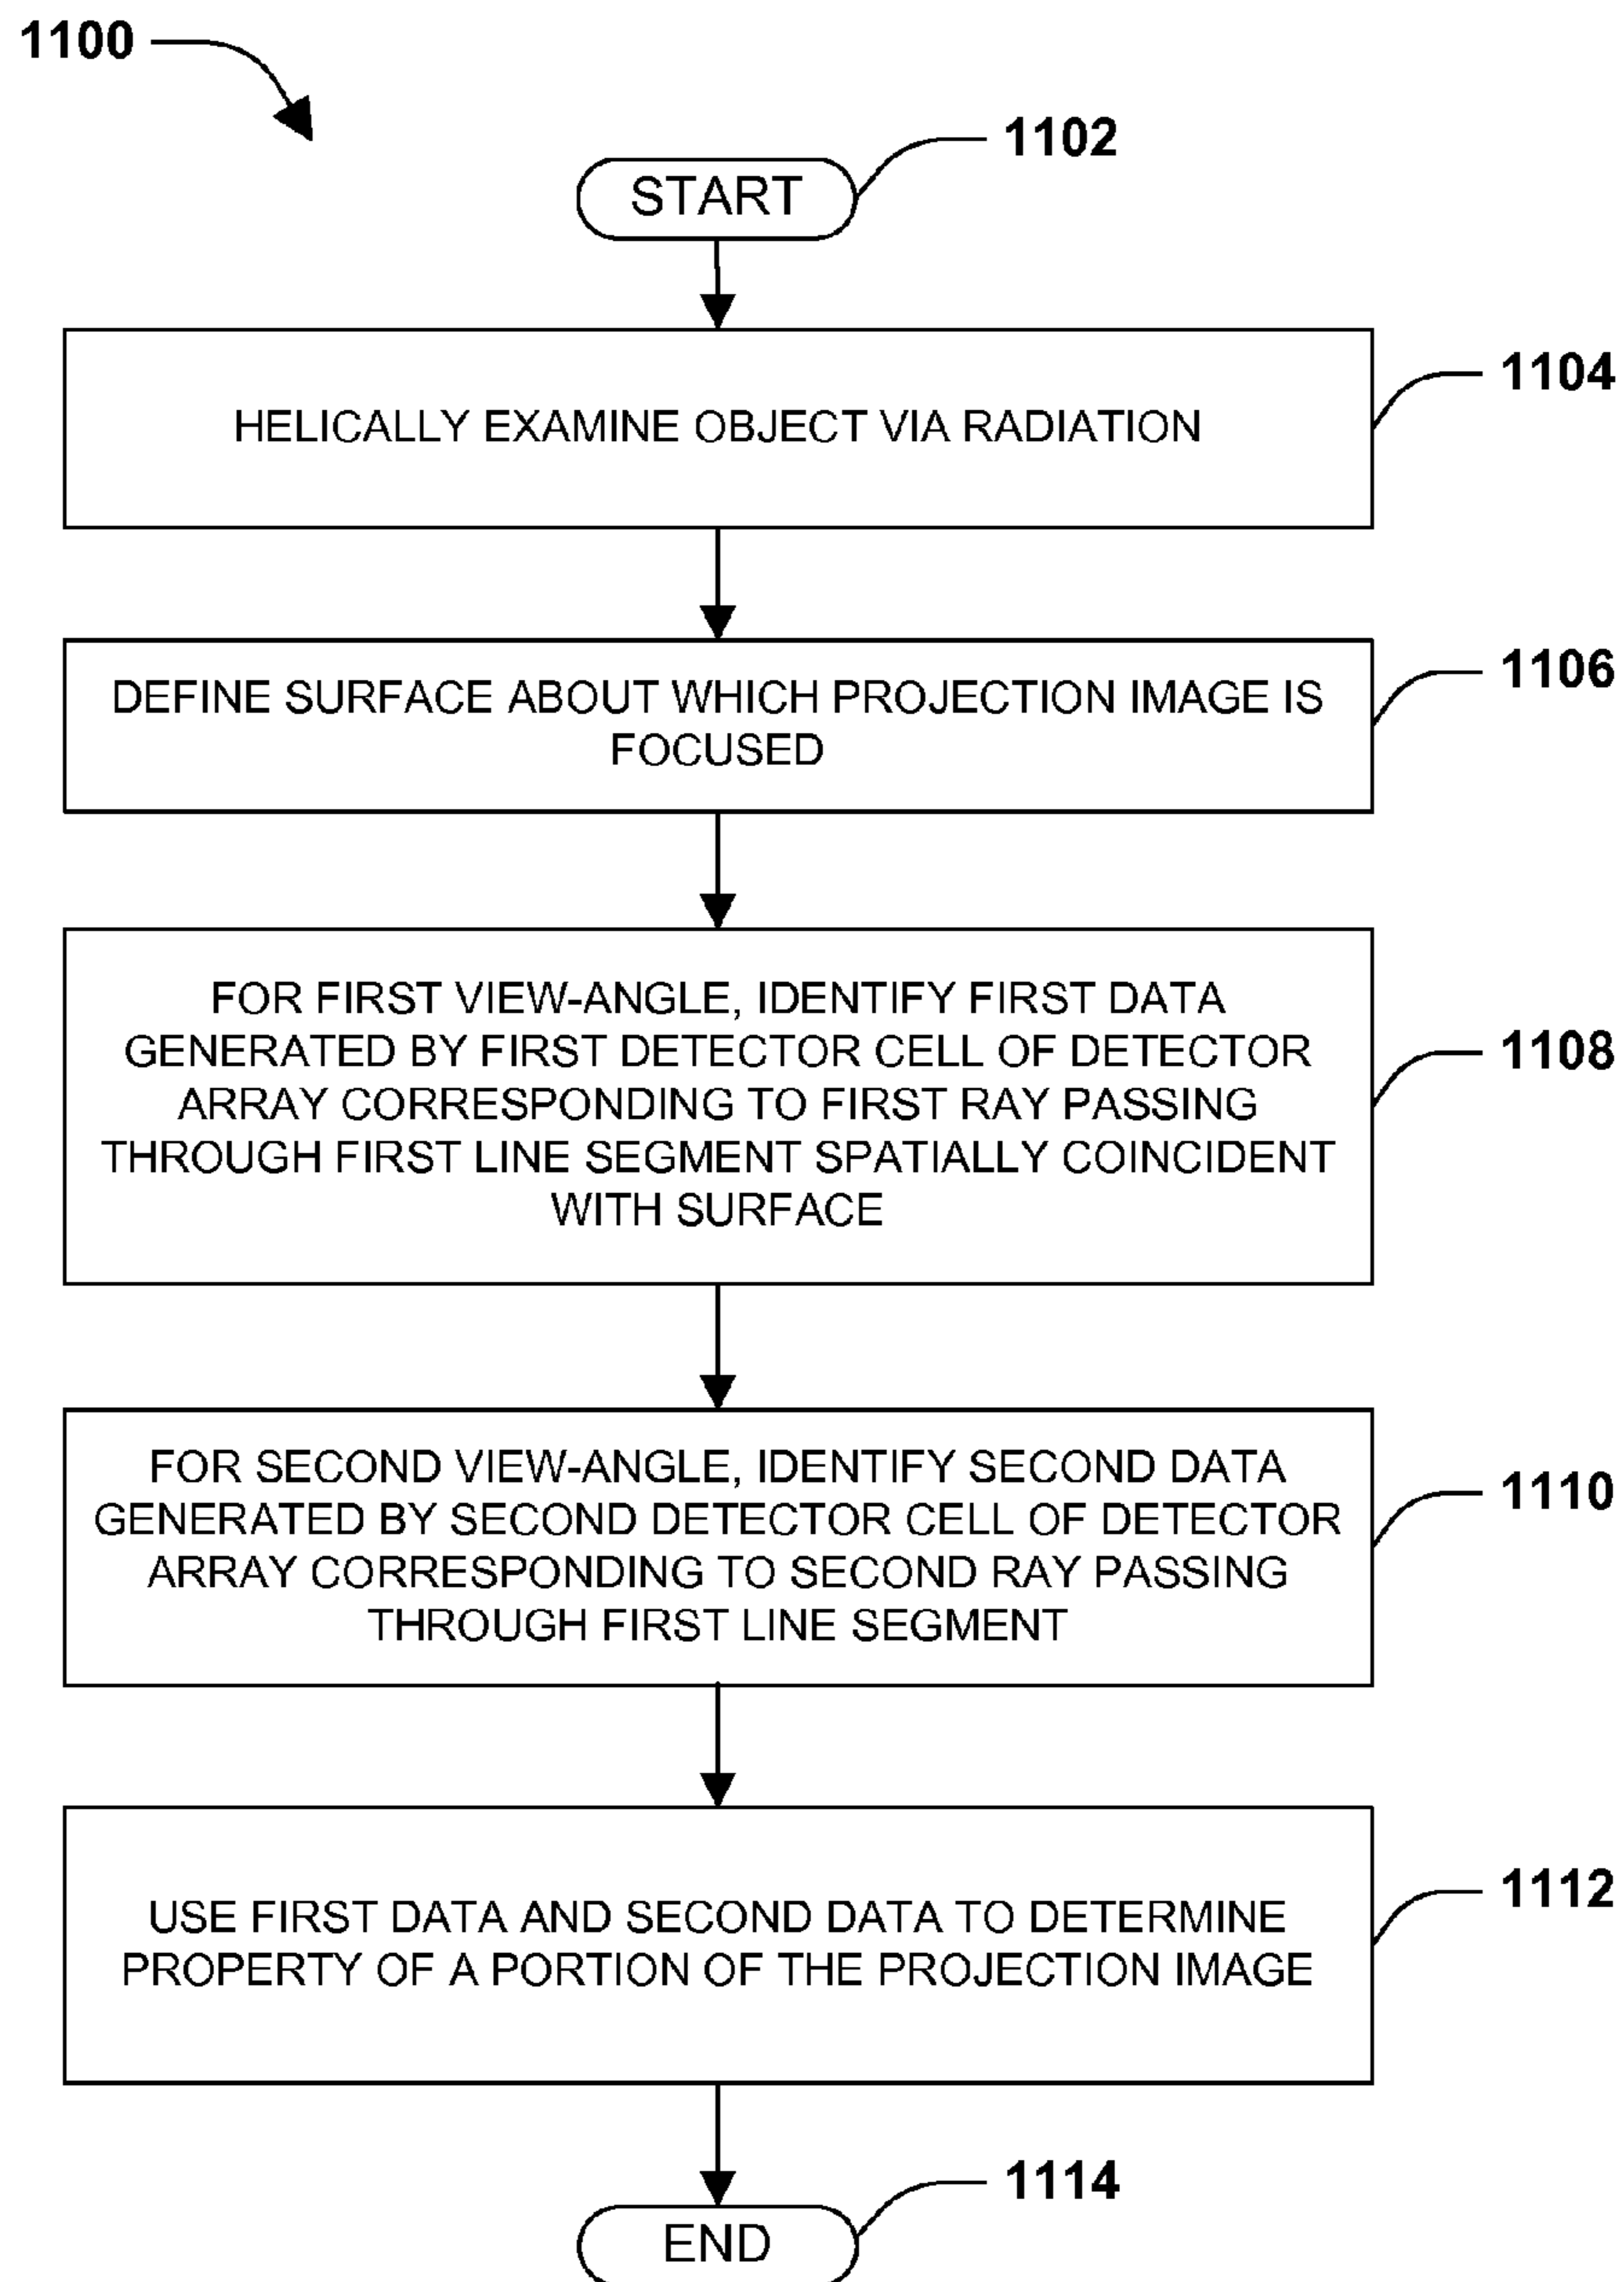 1100
1102
START
1104
HELICALLY EXAMINE OBJECT VIA RADIATION
1106
DEFINE SURFACE ABOUT WHICH PROJECTION IMAGE IS
FOCUSED
FOR FIRST VIEW-ANGLE, IDENTIFY FIRST DATA
GENERATED BY FIRST DETECTOR CELL OF DETECTOR
1108
ARRAY CORRESPONDING TO FIRST RAY PASSING
THROUGH FIRST LINE SEGMENT SPATIALLY COINCIDENT
WITH SURFACE
FOR SECOND VIEW-ANGLE, IDENTIFY SECOND DATA
1110
GENERATED BY SECOND DETECTOR CELL OF DETECTOR
ARRAY CORRESPONDING TO SECOND RAY PASSING
THROUGH FIRST LINE SEGMENT
1112
USE FIRST DATA AND SECOND DATA TO DETERMINE
PROPERTY OF A PORTION OF THE PROJECTION IMAGE
1114
END